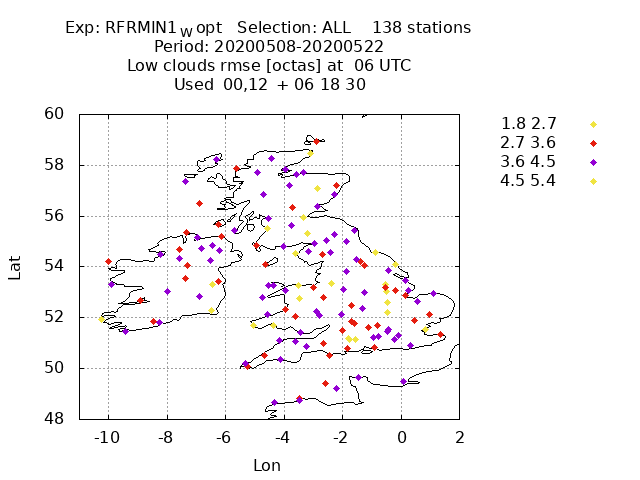 Exp: RFRMIN1_W opt   Selection: ALL    138 stations
Period: 20200508-20200522
Low clouds rmse [octas] at  06 UTC
Used  00,12  + 06 18 30
60
58
56
54
52
50
48
-10 -8 -6 -4 -2 0 2
Lat
Lon
1.8 2.7
2.7 3.6
3.6 4.5
4.5 5.4